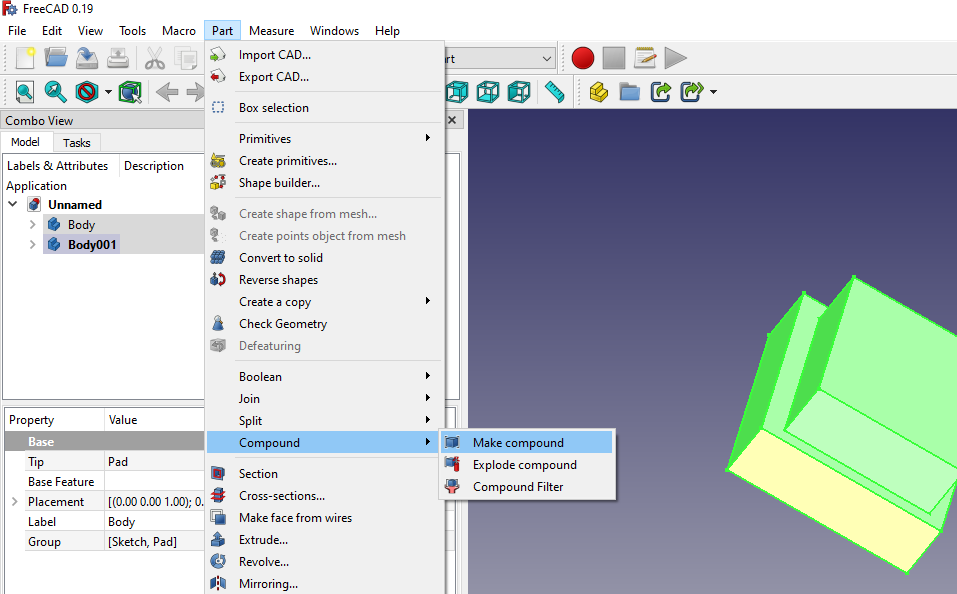 FreeCAD 0.19
File Edit View Tools Macro Part Measure Windows Help
rt
Combo View
Model Tasks
Labels & Attributes Description
Application
Unnamed
Body
Body001
Property Value
Base
Tip Pad
Base Feature
Placement [(0.00 0.00 1.00); 0.
Label Body
Group [Sketch, Pad]
Import CAD...
Export CAD...
Box selection
Primitives
Create primitives...
Shape builder...
Create shape from mesh...
Create points object from mesh
Convert to solid
Reverse shapes
Create a copy
Check Geometry
Defeaturing
Boolean
Join
Split
Compound
Section
Cross-sections...
Make face from wires
Extrude...
Revolve...
Mirroring...
Make compound
Explode compound
Compound Filter